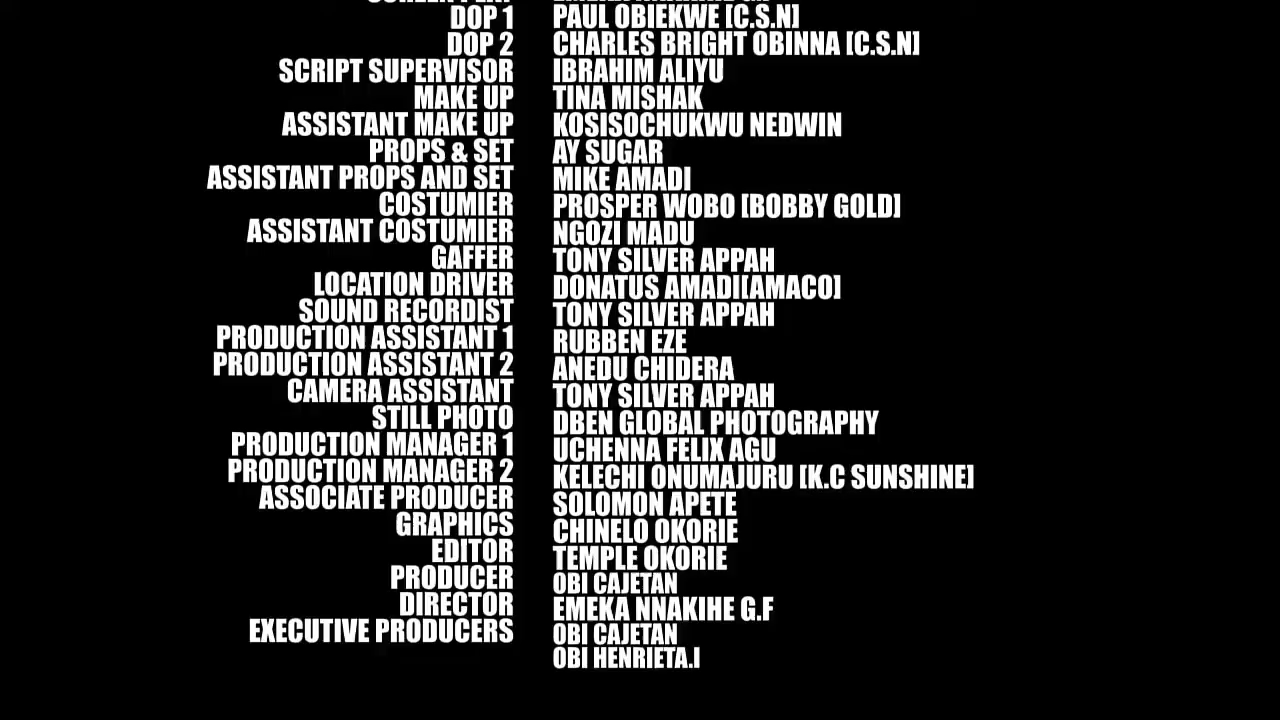 DOP 1 PAUL OBIEKWE [C.S.N]
DOP 2 CHARLES BRIGHT OBINNA [C.S.N]
SCRIPT SUPERVISOR IBRAHIM ALIYU
MAKE UP TINA MISHAK
ASSISTANT MAKE UP KOSISOCHUKWU NEDWIN
PROPS & SET AY SUGAR
ASSISTANT PROPS AND SET MIKE AMADI
COSTUMIER PROSPER WOBO [BOBBY GOLD]
ASSISTANT COSTUMIER NGOZI MADU
GAFFER TONY SILVER APPAH
LOCATION DRIVER DONATUS AMADI[AMACO]
SOUND RECORDIST TONY SILVER APPAH
PRODUCTION ASSISTANT 1 RUBBEN EZE
PRODUCTION ASSISTANT 2 ANEDU CHIDERA
CAMERA ASSISTANT TONY SILVER APPAH
STILL PHOTO DBEN GLOBAL PHOTOGRAPHY
PRODUCTION MANAGER 1 UCHENNA FELIX AGU
PRODUCTION MANAGER 2 KELECHI ONUMAJURU [K.C SUNSHINE]
ASSOCIATE PRODUCER SOLOMON APETE
GRAPHICS CHINELO OKORIE
EDITOR TEMPLE OKORIE
PRODUCER OBI CAJETAN
DIRECTOR EMEKA NNAKIHE G.F
EXECUTIVE PRODUCERS OBI CAJETAN
OBI HENRIETA.I